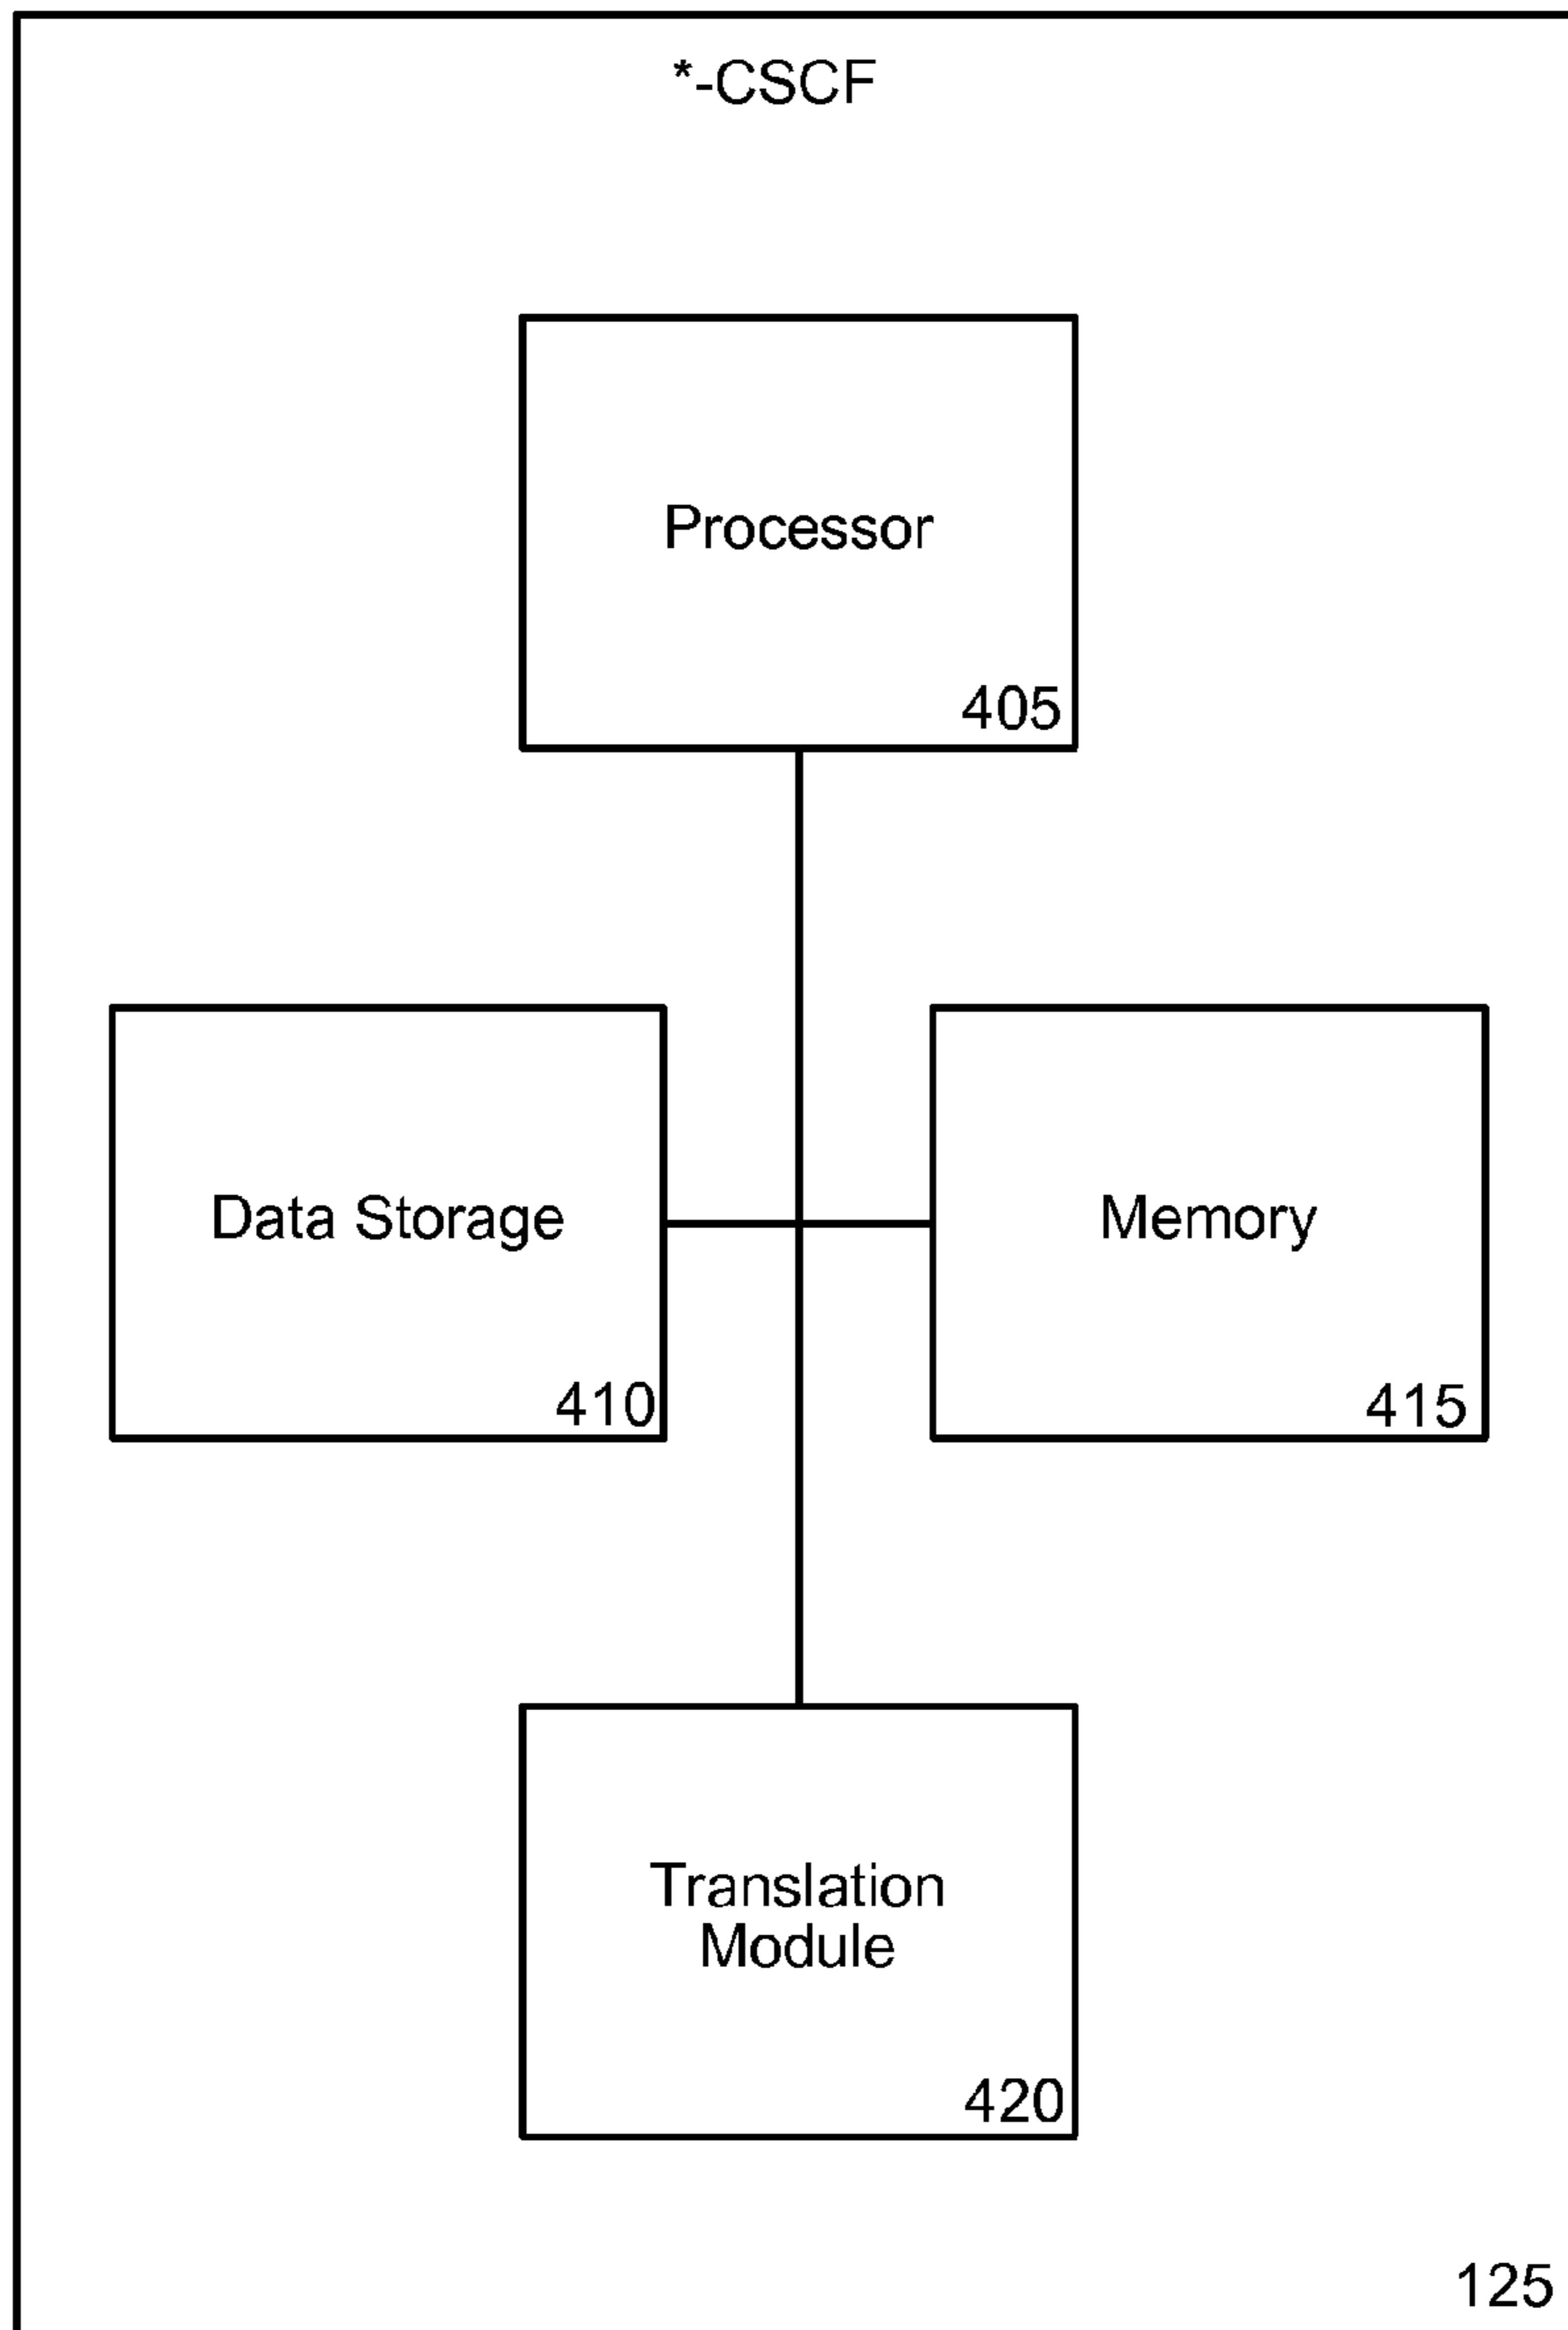 *-CSCF
Processor
405
Data Storage
410
Memory
415
Translation
Module
420
125